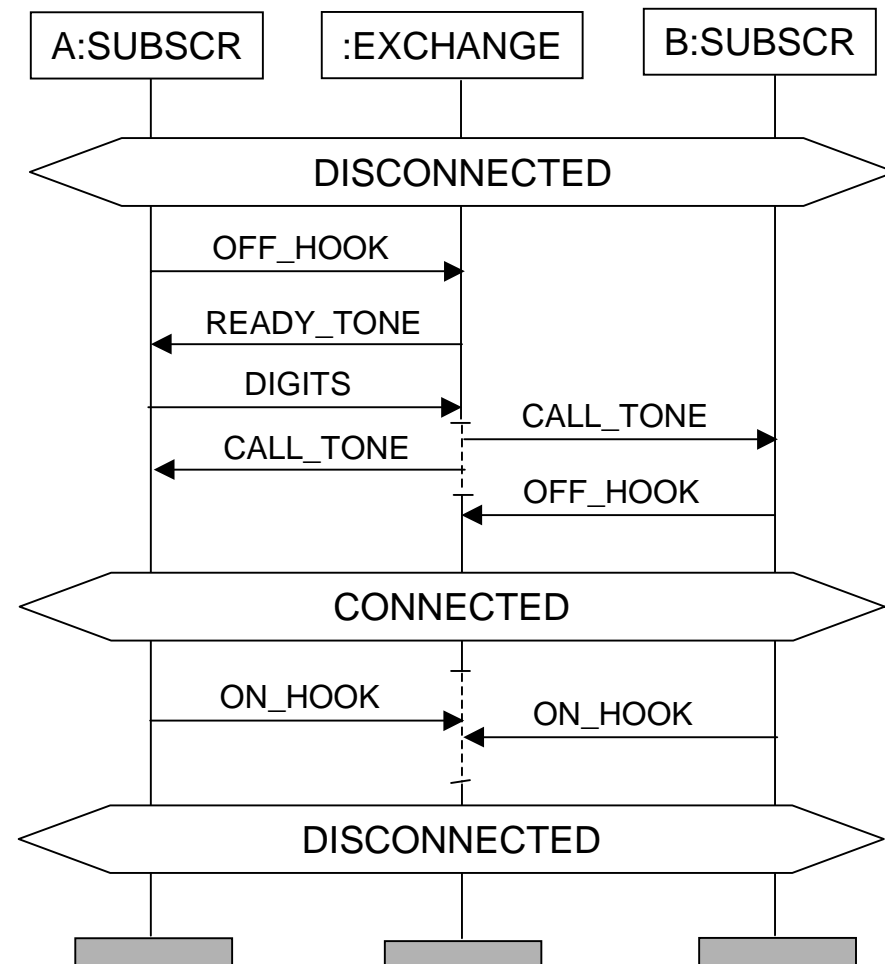 A:SUBSCR
:EXCHANGE
B:SUBSCR
DISCONNECTED
OFF_HOOK
READY_TONE
DIGITS
CALL_TONE
CALL_TONE
OFF_HOOK
CONNECTED
ON_HOOK
ON_HOOK
DISCONNECTED